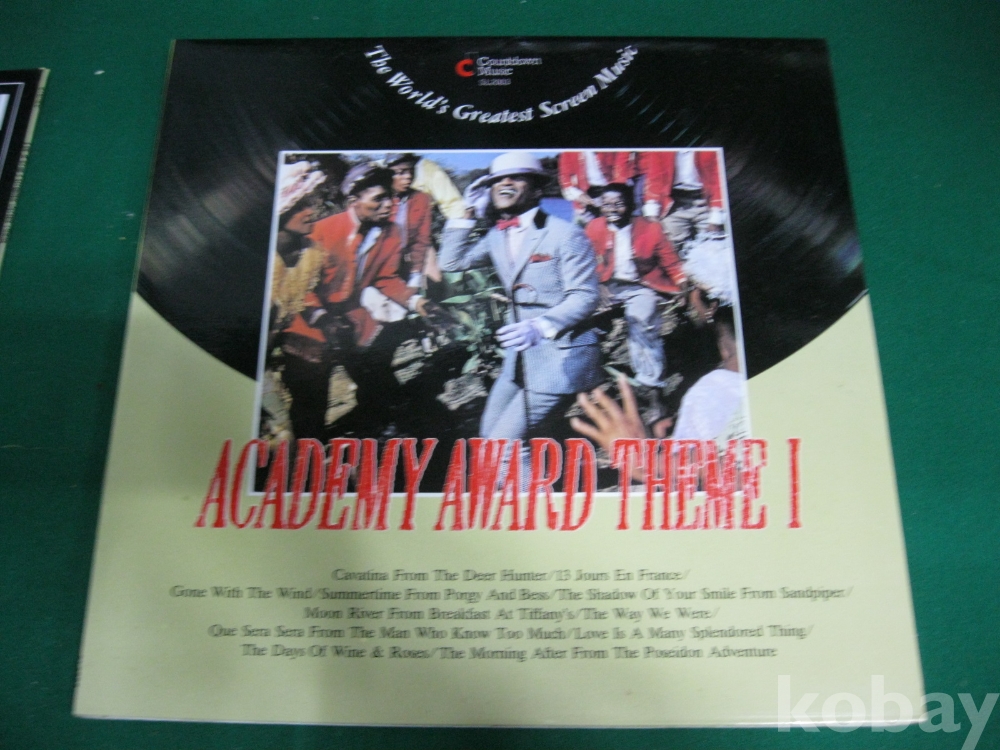 Countdown
Music
The World's Greatest Screen Music
ACADEMY AWARD THEME I
Cavatina From The Deer Hunter/13 Jours En France/
Gone With The Wind/Summertime From Porgy And Bess/The Shadow Of Your Smile From Sandpiper/
Moon River From Breakfast At Tiffany's/The Way We Were/
Que Sera Sera From The Man Who Know Too Much/Love Is A Many Splendored Thing/
The Days Of Wine & Roses/The Morning After From The Poseidon Adventure
kobay